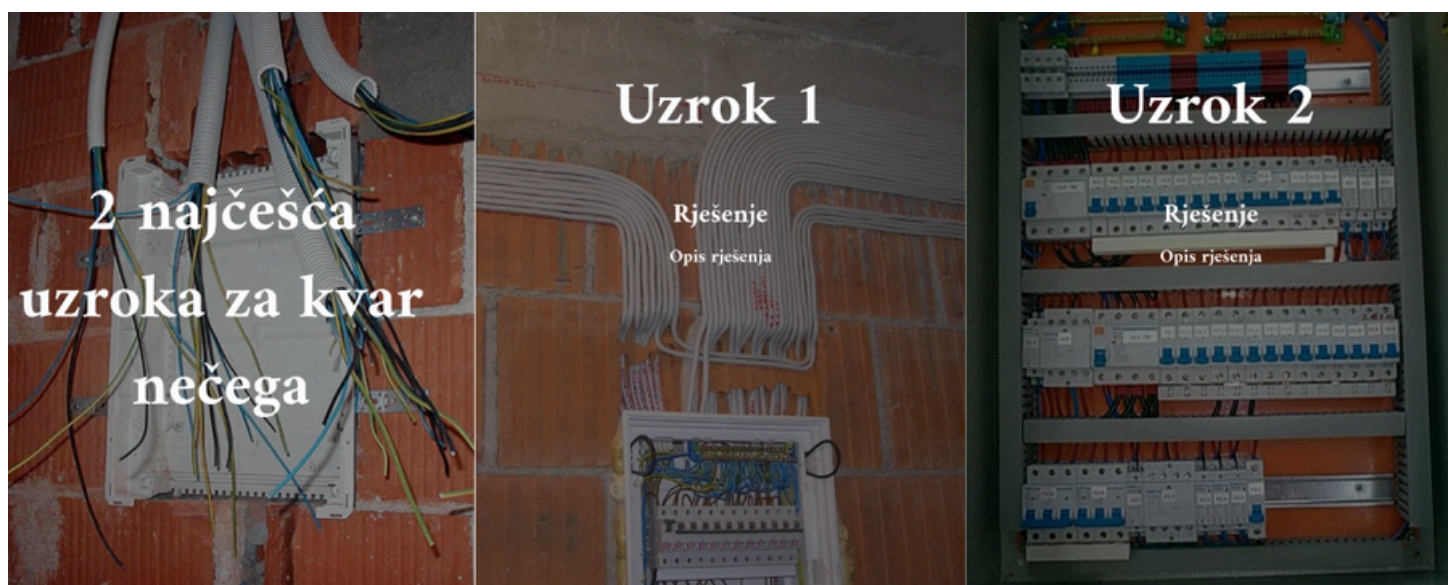 2 najčešća
uzroka za kvar
nečega
Uzrok 1
Rješenje
Opis rješenja
Uzrok 2
Rješenje
Opis rješenja